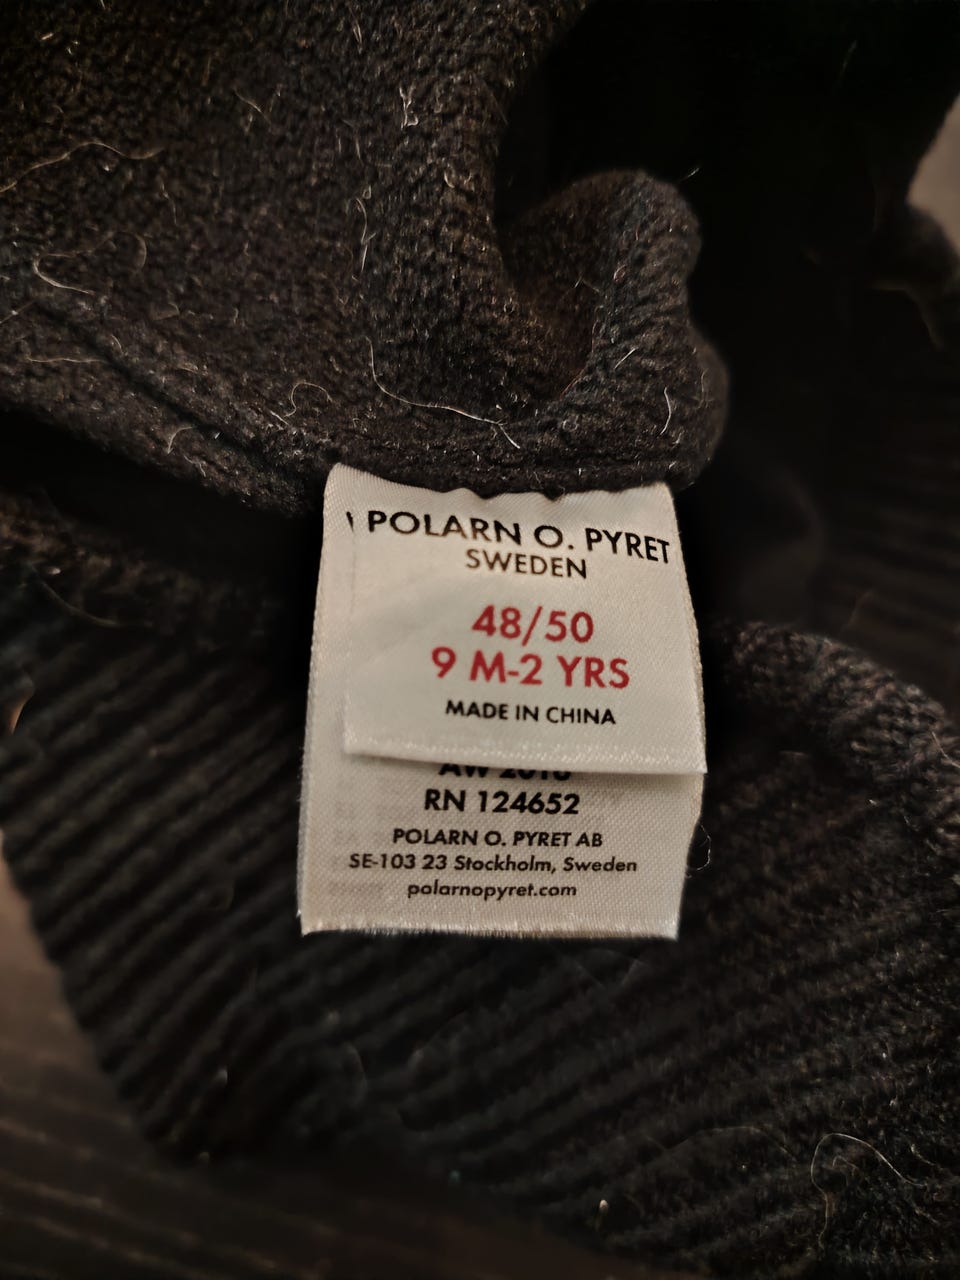 POLARN O. PYRET
SWEDEN
48/50
9 M-2 YRS
MADE IN CHINA
AW
RN 124652
POLARN O. PYRET AB
SE-103 23 Stockholm, Sweden
polarnopyret.com